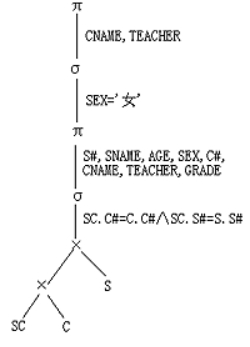 π
CNAME, TEACHER
σ
SEX='女'
π
S#, SNAME, AGE, SEX, C#,
CNAME, TEACHER, GRADE
σ
SC. C#=C. C#/\SC. S#=S. S#
×
×
S
SC
C